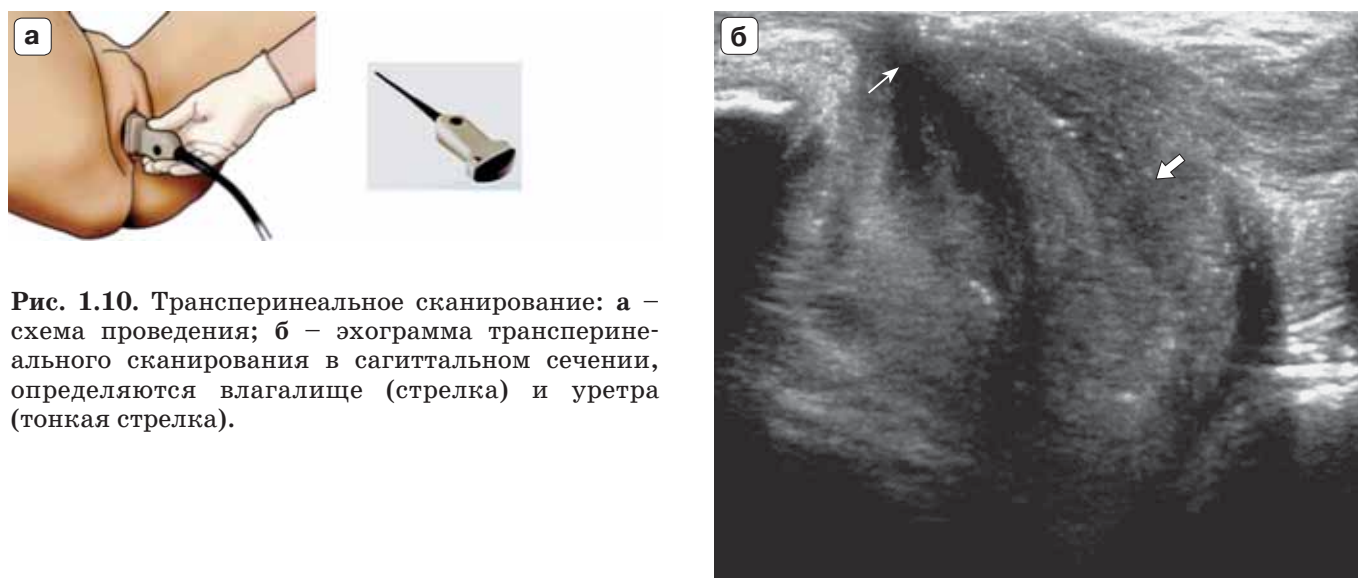 а
б
Рис. 1.10. Трансперинеальное сканирование: а –
схема проведения; б – эхограмма трансперине-
ального сканирования в сагиттальном сечении,
определяются влагалище (стрелка) и уретра
(тонкая стрелка).